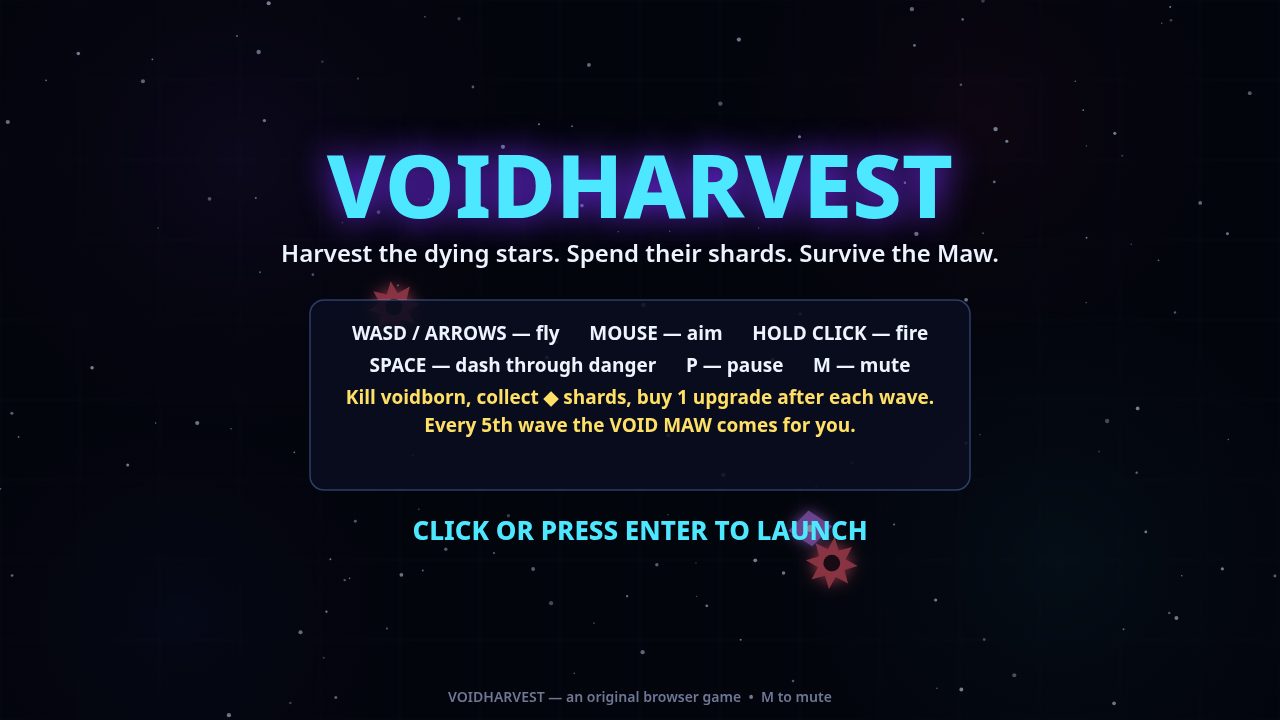 VOIDHARVEST
Harvest the dying stars. Spend their shards. Survive the Maw.
WASD / ARROWS — fly MOUSE — aim HOLD CLICK — fire
SPACE — dash through danger P — pause M — mute
Kill voidborn, collect ◆ shards, buy 1 upgrade after each wave.
Every 5th wave the VOID MAW comes for you.
CLICK OR PRESS ENTER TO LAUNCH
VOIDHARVEST — an original browser game • M to mute